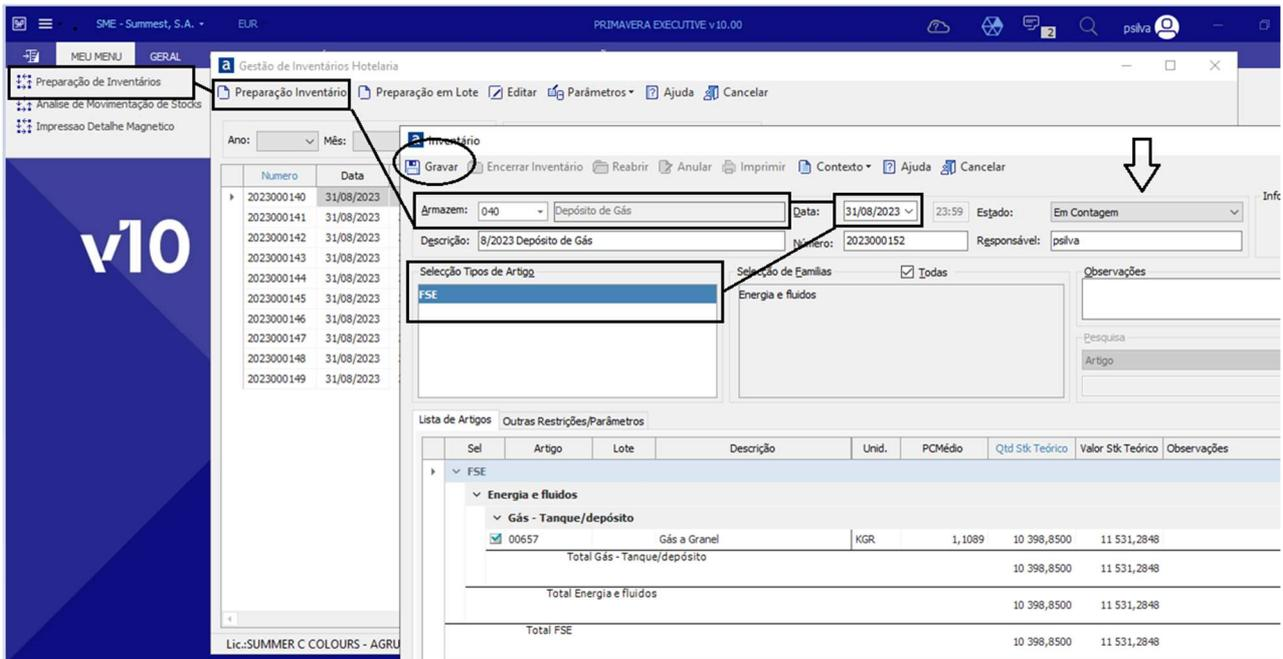 SME - Summest, S.A. EUR PRIMAVERA EXECUTIVE v10.00 2 psilva
MEU MENU GERAL
Preparação de Inventários
Analise de Movimentação de Stocks
Impressao Detalhe Magnetico
v10
a Gestão de Inventários Hotelaria
Preparação Inventário Preparação em Lote Editar Parâmetros Ajuda Cancelar
Ano: Mês:
Numero Data
2023000140 31/08/2023
2023000141 31/08/2023
2023000142 31/08/2023
2023000143 31/08/2023
2023000144 31/08/2023
2023000145 31/08/2023
2023000146 31/08/2023
2023000147 31/08/2023
2023000148 31/08/2023
2023000149 31/08/2023
Lic.:SUMMER C COLOURS - AGRU
a Inventário
Gravar Encerrar Inventário Reabrir Anular Imprimir Contexto Ajuda Cancelar
Armazem: 040 Depósito de Gás Data: 31/08/2023 23:59 Estado: Em Contagem
Descrição: 8/2023 Depósito de Gás Número: 2023000152 Responsável: psilva
Selecção Tipos de Artigo Selecção de Familias Todas Observações
FSE Energia e fluidos
Pesquisa
Artigo
Lista de Artigos Outras Restrições/Parâmetros
Sel Artigo Lote Descrição Unid. PCMédio Qtd Stk Teórico Valor Stk Teórico Observações
FSE
Energia e fluidos
Gás - Tanque/depósito
00657 Gás a Granel KGR 1,1089 10 398,8500 11 531,2848
Total Gás - Tanque/depósito
10 398,8500 11 531,2848
Total Energia e fluidos
10 398,8500 11 531,2848
Total FSE
10 398,8500 11 531,2848